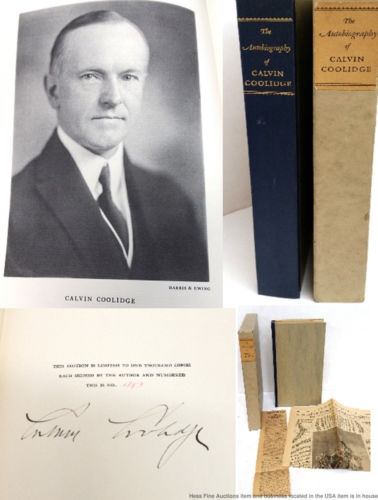 HARRIS & EWING
CALVIN COOLIDGE
The
Autobiography
of
CALVIN
COOLIDGE
The
Autobiography
of
CALVIN
COOLIDGE
THIS EDITION IS LIMITED TO ONE THOUSAND COPIES
EACH SIGNED BY THE AUTHOR AND NUMBERED
THIS IS NO.
Calvin Coolidge
Hess Fine Auctions item and business located in the USA item is in house